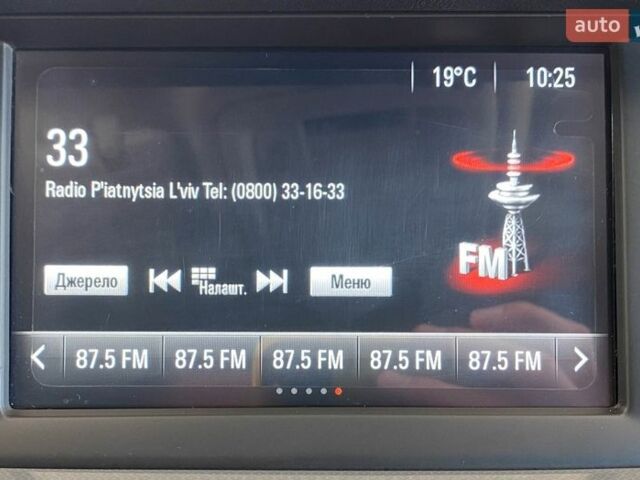 auto
19°C 10:25
33
Radio P'iatnytsia L'viv Tel: (0800) 33-16-33
FM
Джерело Налашт. Меню
87.5 FM 87.5 FM 87.5 FM 87.5 FM 87.5 FM